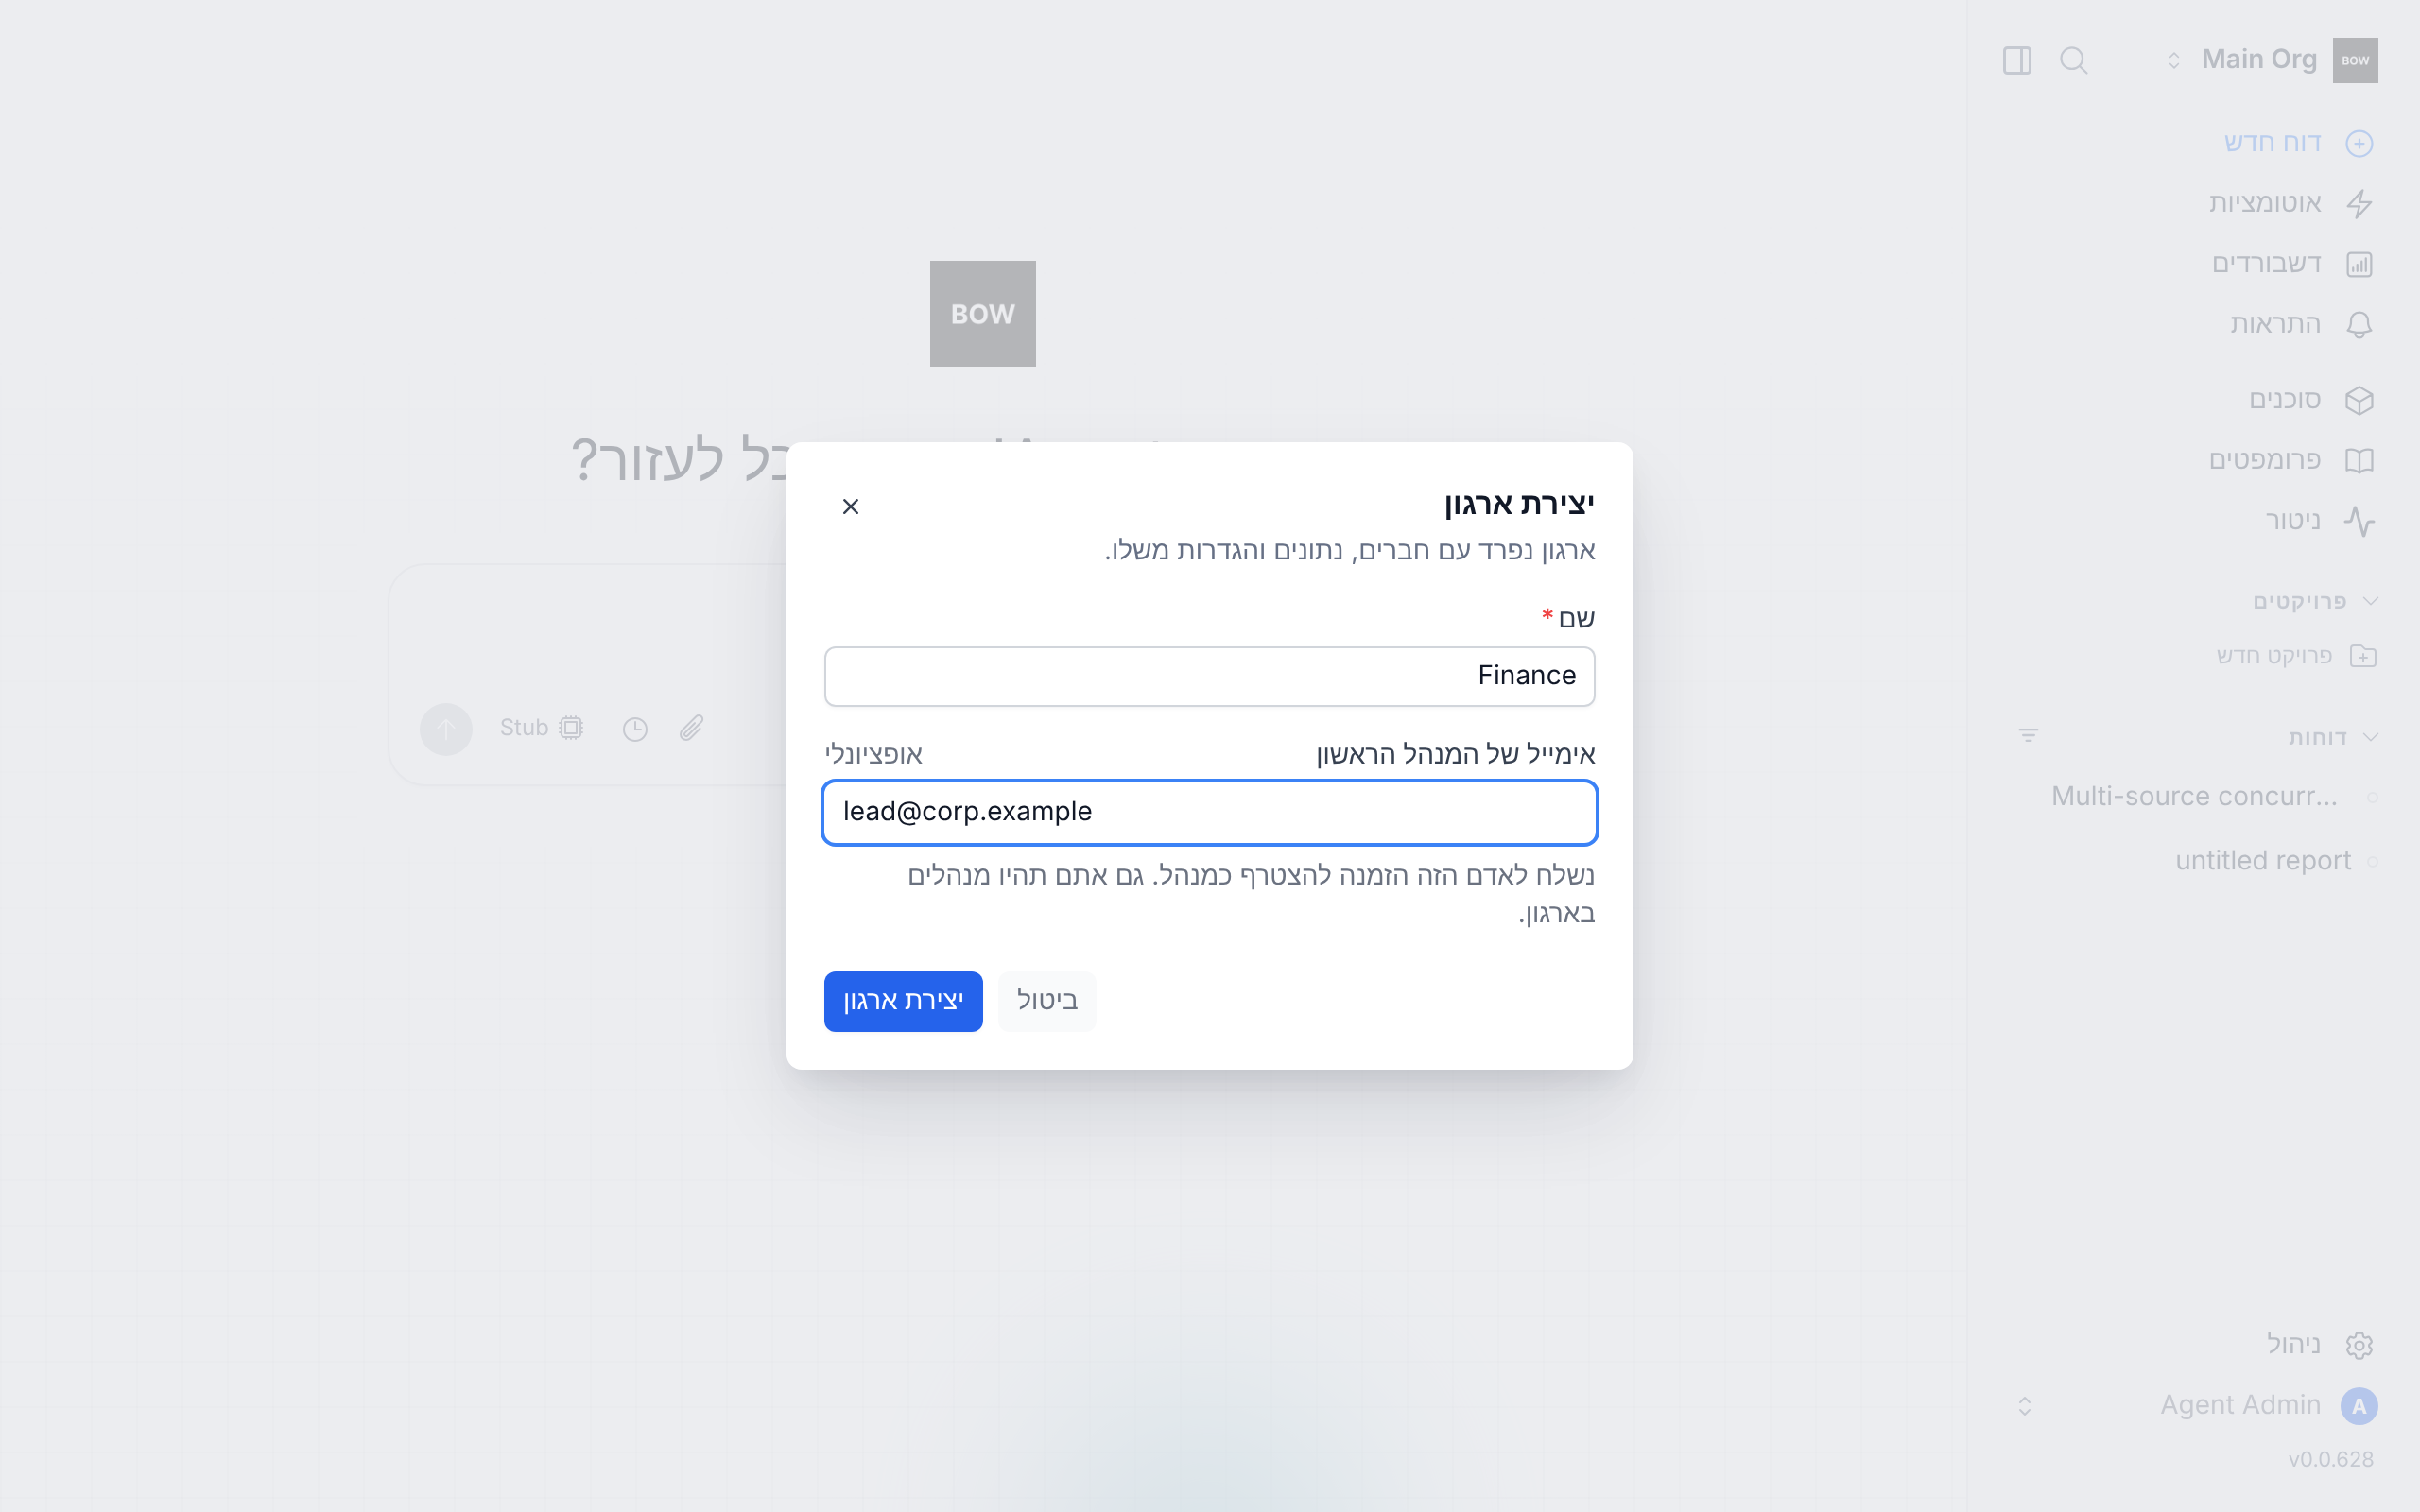 Main Org
BOW
דוח חדש
אוטומציות
דשבורדים
התראות
סוכנים
פרומפטים
ניטור
פרויקטים
פרויקט חדש
דוחות
Multi-source concurr...
untitled report
ניהול
Agent Admin
A
v0.0.628
BOW
כל לעזור?
Stub
יצירת ארגון
ארגון נפרד עם חברים, נתונים והגדרות משלו.
שם *
Finance
אימייל של המנהל הראשון
אופציונלי
lead@corp.example
נשלח לאדם הזה הזמנה להצטרף כמנהל. גם אתם תהיו מנהלים
בארגון.
ביטול
יצירת ארגון